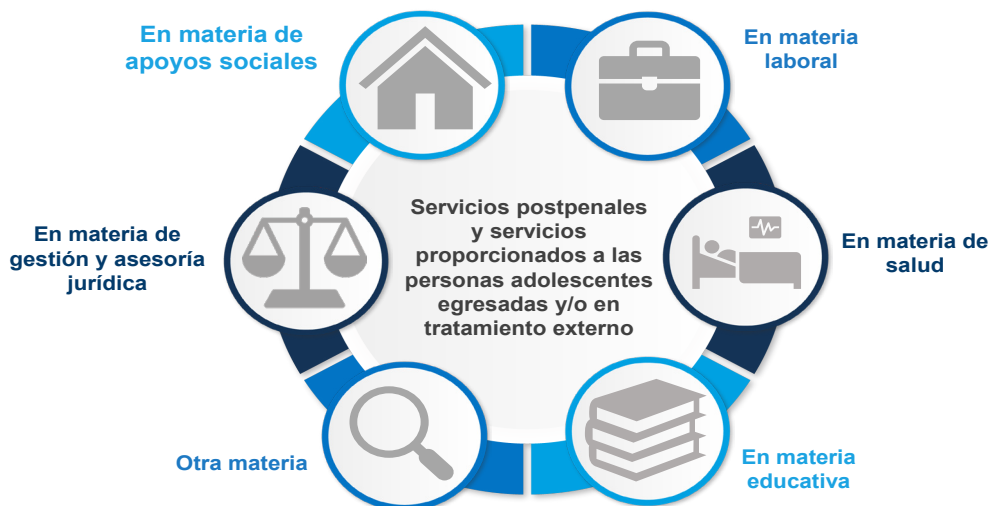 En materia de
apoyos sociales
En materia
laboral
En materia de
gestión y asesoría
jurídica
Servicios postpenales
y servicios
proporcionados a las
personas adolescentes
egresadas y/o en
tratamiento externo
En materia de
salud
Otra materia
En materia
educativa